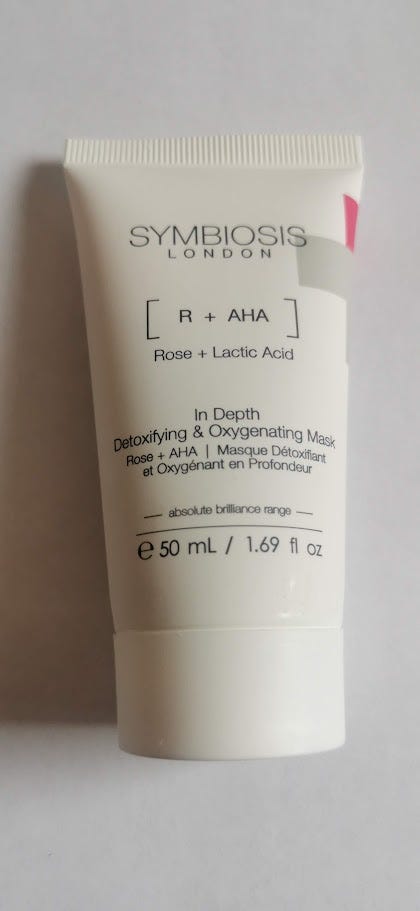 SYMBIOSIS
LONDON
[ R + AHA ]
Rose + Lactic Acid
In Depth
Detoxifying & Oxygenating Mask
Rose + AHA | Masque Détoxifiant
et Oxygénant en Profondeur
absolute brilliance range
℮ 50 mL / 1.69 fl oz